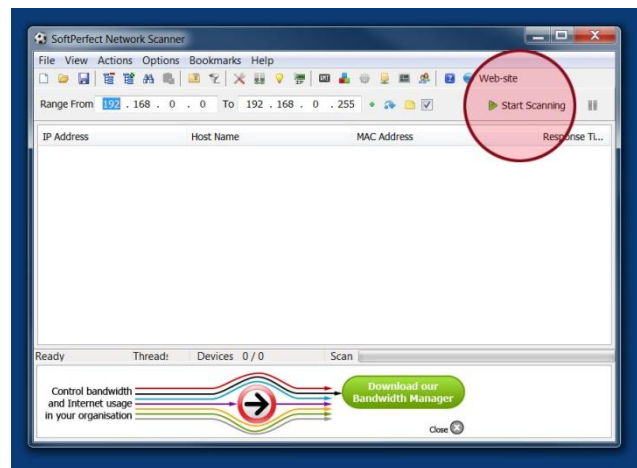 SoftPerfect Network Scanner
File View Actions Options Bookmarks Help
Web-site
Range From 192 . 168 . 0 . 0 To 192 . 168 . 0 . 255
Start Scanning
IP Address Host Name MAC Address Response Ti...
Ready Threads Devices 0 / 0 Scan
Control bandwidth
and Internet usage
in your organisation
Download our
Bandwidth Manager
Close